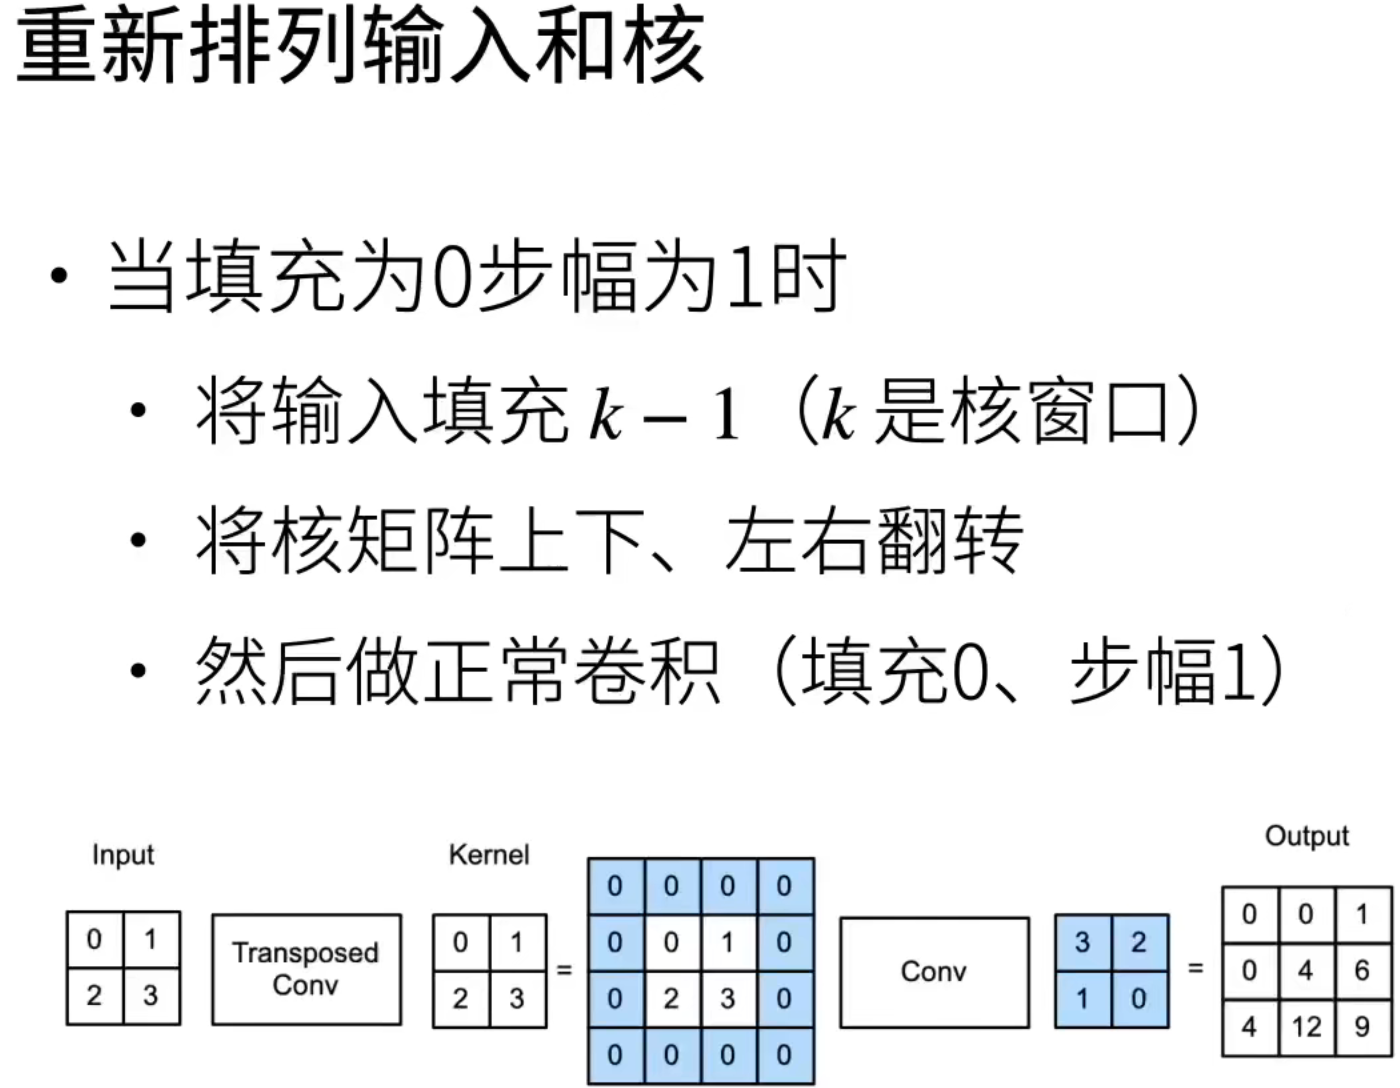 重新排列输入和核
• 当填充为0步幅为1时
• 将输入填充 k − 1（k 是核窗口）
• 将核矩阵上下、左右翻转
• 然后做正常卷积（填充0、步幅1）
Input
Kernel
Output
0 1
2 3
Transposed
Conv
0 1
2 3
=
0 0 0 0
0 0 1 0
0 2 3 0
0 0 0 0
Conv
3 2
1 0
=
0 0 1
0 4 6
4 12 9